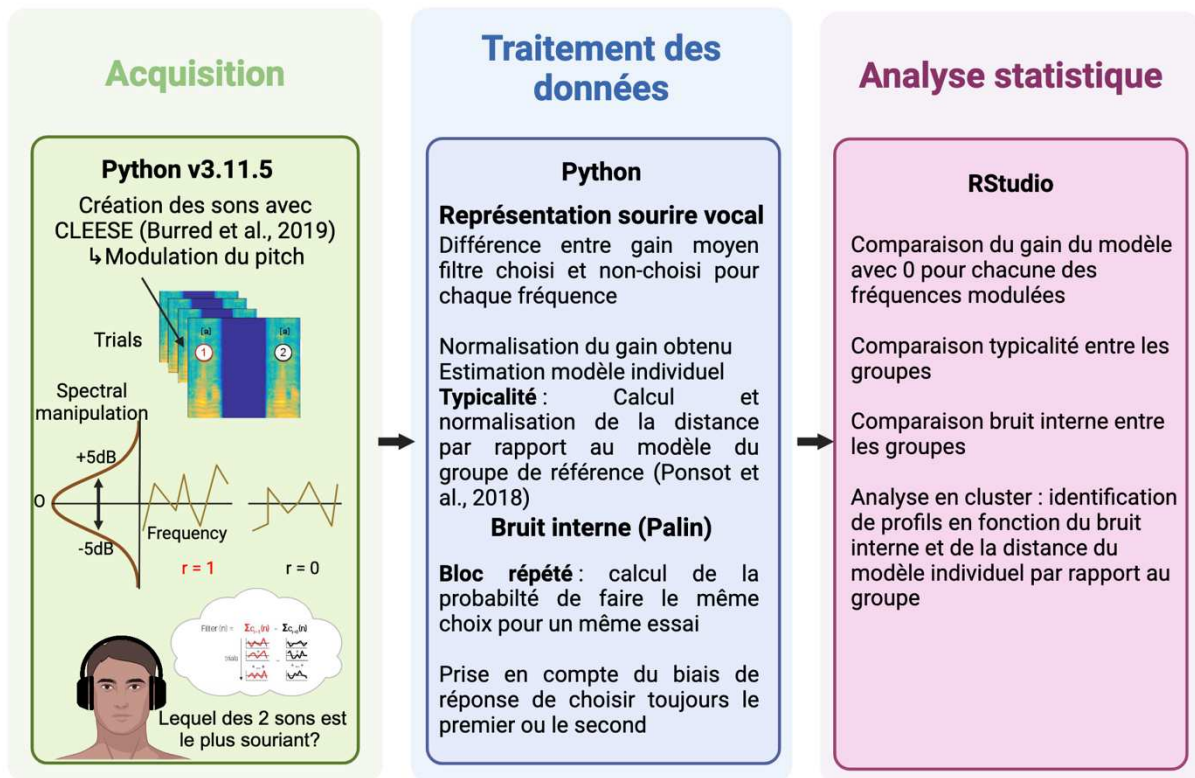 Acquisition
Python v3.11.5
Création des sons avec
CLEESE (Burred et al., 2019)
↳Modulation du pitch
Trials
[a]
[a]
1
2
Spectral
manipulation
+5dB
0
-5dB
Frequency
r = 1
r = 0
Filter (n) =
trials
Lequel des 2 sons est
le plus souriant?
Traitement des
données
Python
Représentation sourire vocal
Différence entre gain moyen
filtre choisi et non-choisi pour
chaque fréquence
Normalisation du gain obtenu
Estimation modèle individuel
Typicalité : Calcul et
normalisation de la distance
par rapport au modèle du
groupe de référence (Ponsot et
al., 2018)
Bruit interne (Palin)
Bloc répété : calcul de la
probabilté de faire le même
choix pour un même essai
Prise en compte du biais de
réponse de choisir toujours le
premier ou le second
Analyse statistique
RStudio
Comparaison du gain du modèle
avec 0 pour chacune des
fréquences modulées
Comparaison typicalité entre les
groupes
Comparaison bruit interne entre
les groupes
Analyse en cluster : identification
de profils en fonction du bruit
interne et de la distance du
modèle individuel par rapport au
groupe